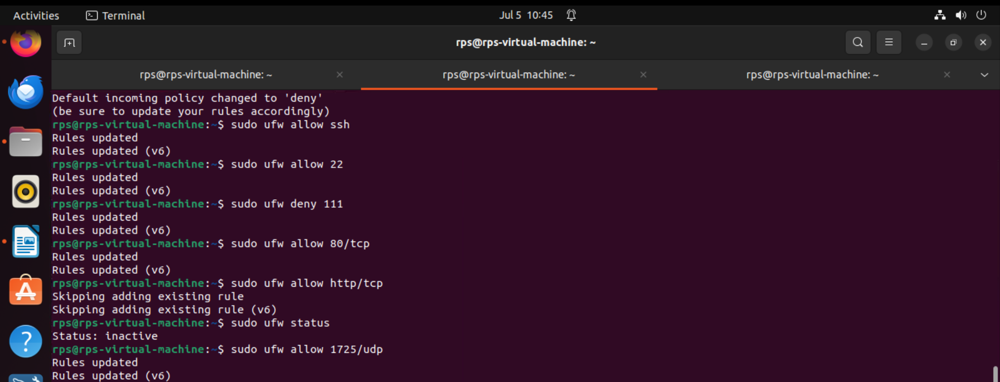 Activities
Terminal
Jul 5 10:45
rps@rps-virtual-machine: ~
rps@rps-virtual-machine: ~
rps@rps-virtual-machine: ~
rps@rps-virtual-machine: ~
Default incoming policy changed to 'deny'
(be sure to update your rules accordingly)
rps@rps-virtual-machine:~$ sudo ufw allow ssh
Rules updated
Rules updated (v6)
rps@rps-virtual-machine:~$ sudo ufw allow 22
Rules updated
Rules updated (v6)
rps@rps-virtual-machine:~$ sudo ufw deny 111
Rules updated
Rules updated (v6)
rps@rps-virtual-machine:~$ sudo ufw allow 80/tcp
Rules updated
Rules updated (v6)
rps@rps-virtual-machine:~$ sudo ufw allow http/tcp
Skipping adding existing rule
Skipping adding existing rule (v6)
rps@rps-virtual-machine:~$ sudo ufw status
Status: inactive
rps@rps-virtual-machine:~$ sudo ufw allow 1725/udp
Rules updated
Rules updated (v6)